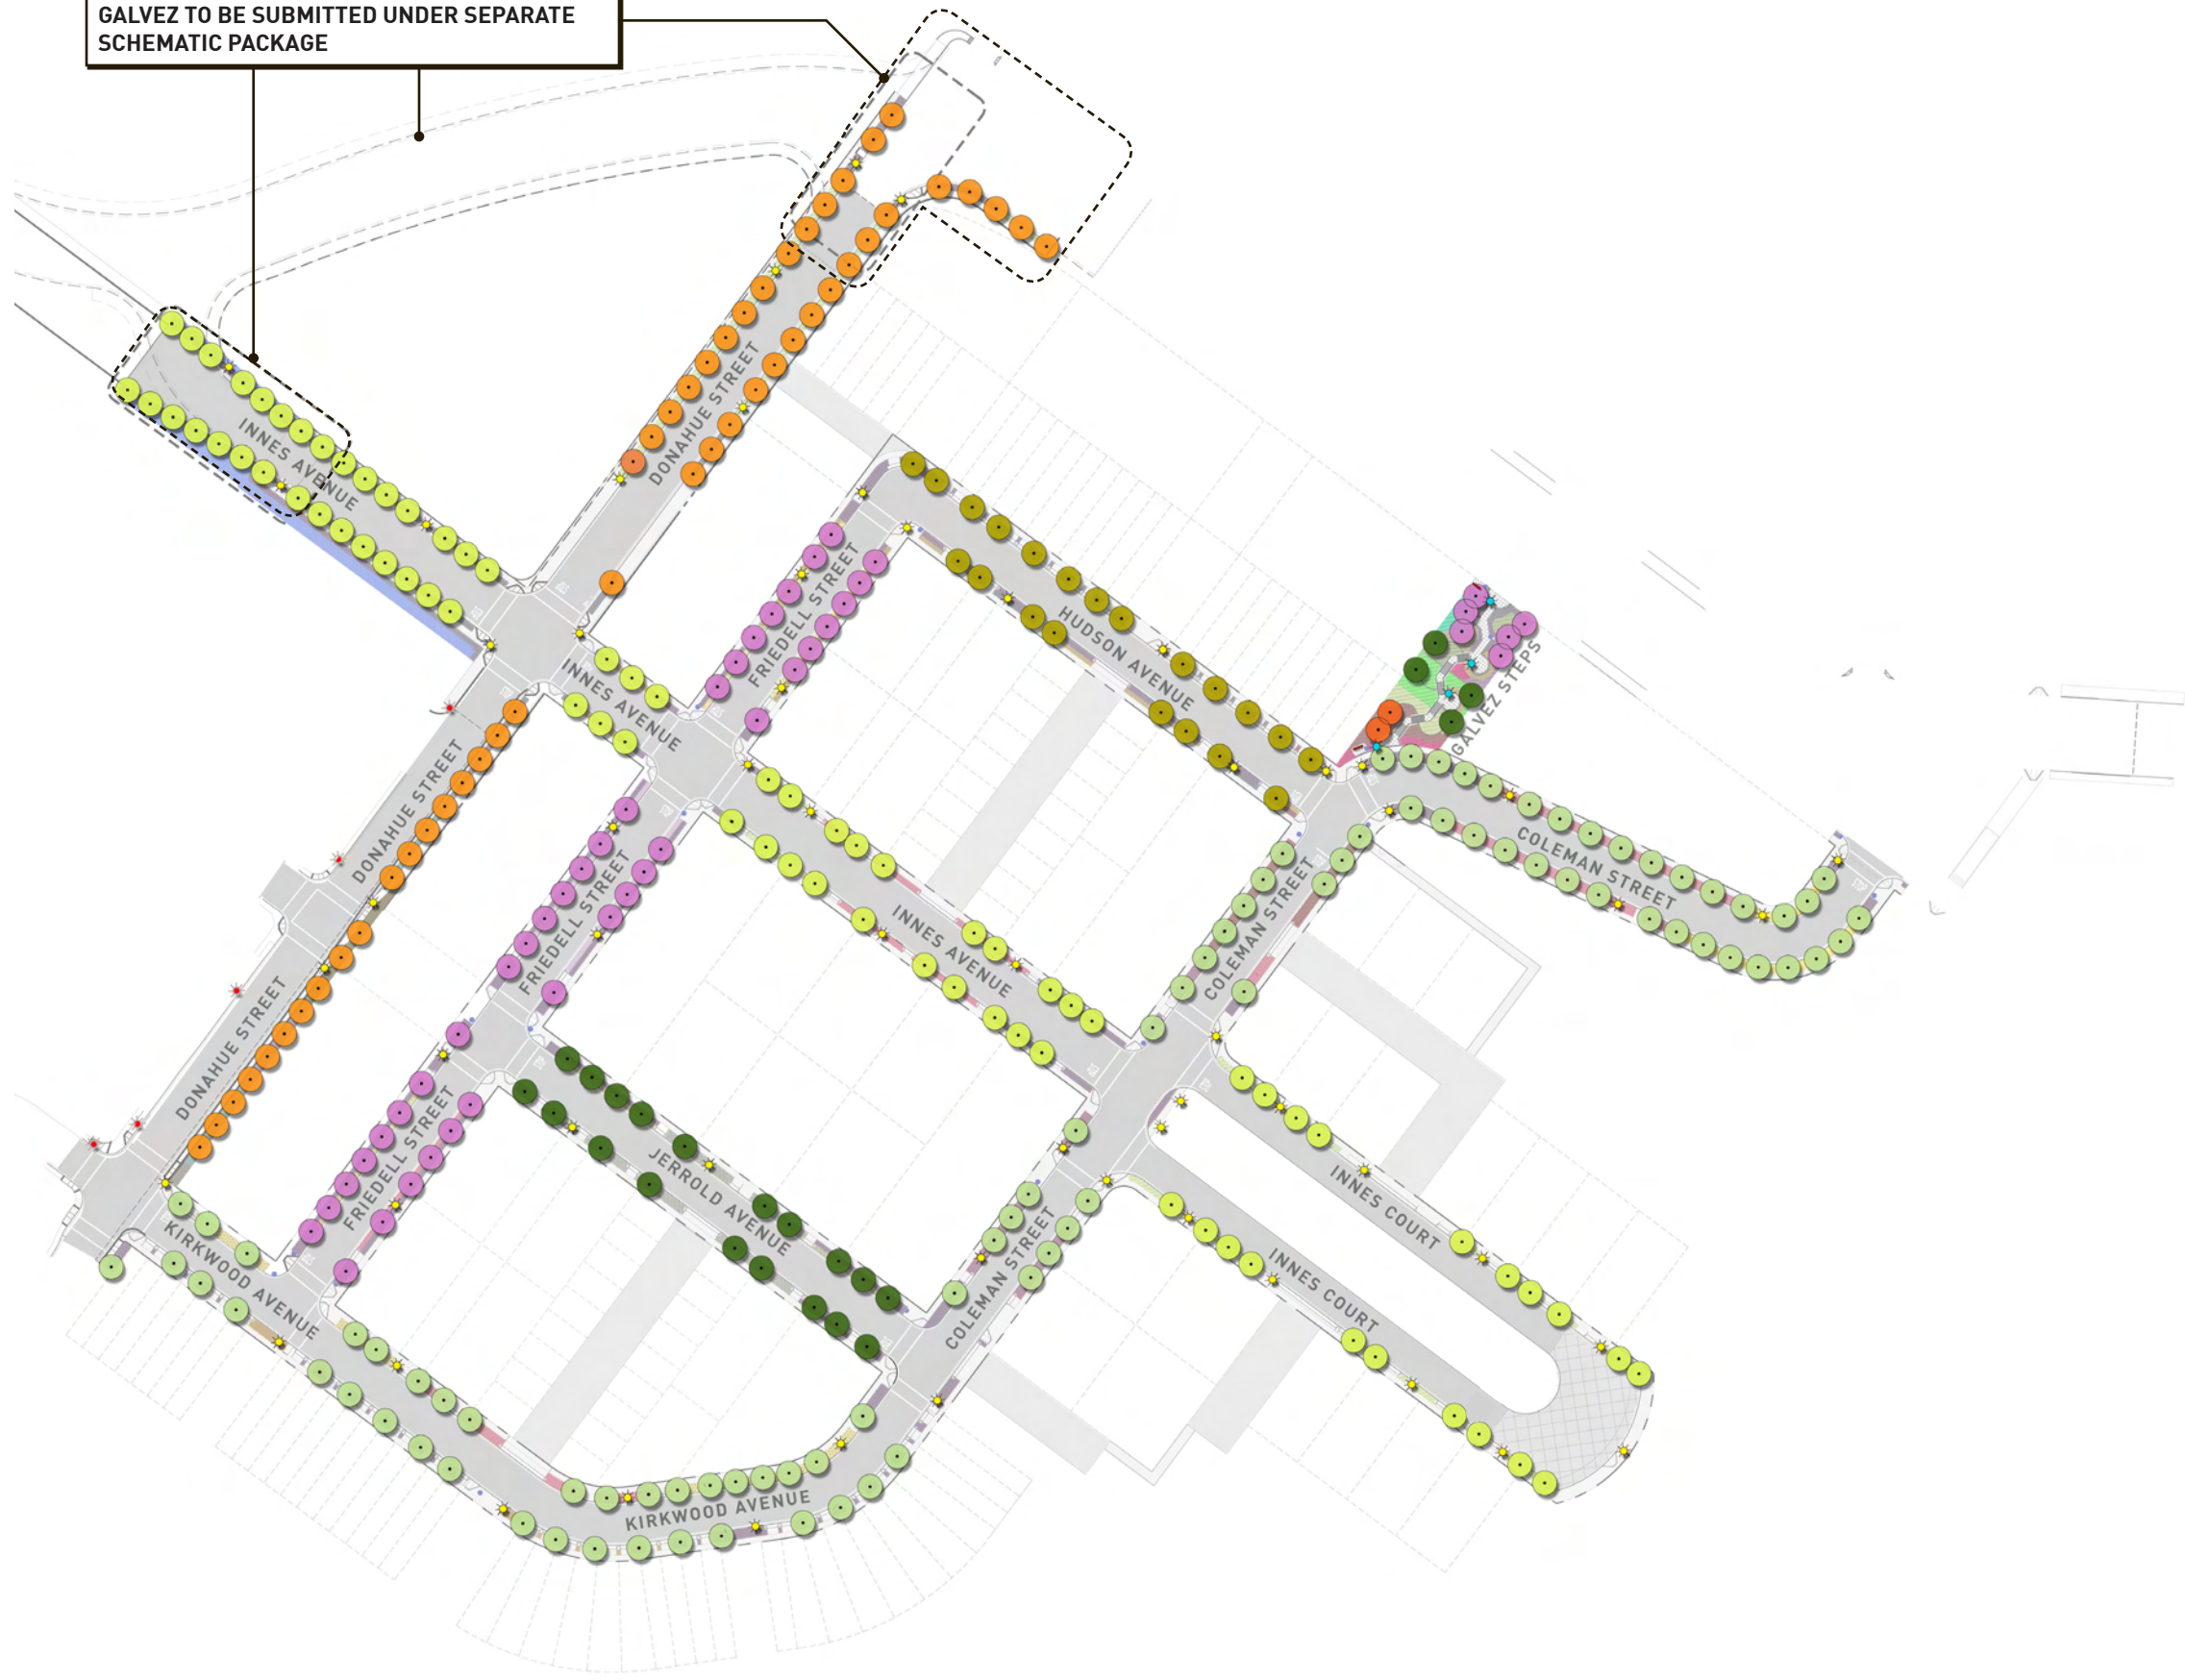 GALVEZ TO BE SUBMITTED UNDER SEPARATE
SCHEMATIC PACKAGE
INNES AVENUE
DONAHUE STREET
FRIEDELL STREET
HUDSON AVENUE
GALVEZ STEPS
INNES AVENUE
DONAHUE STREET
COLEMAN STREET
FRIEDELL STREET
INNES AVENUE
COLEMAN STREET
DONAHUE STREET
FRIEDELL STREET
JERROLD AVENUE
INNES COURT
KIRKWOOD AVENUE
COLEMAN STREET
INNES COURT
KIRKWOOD AVENUE